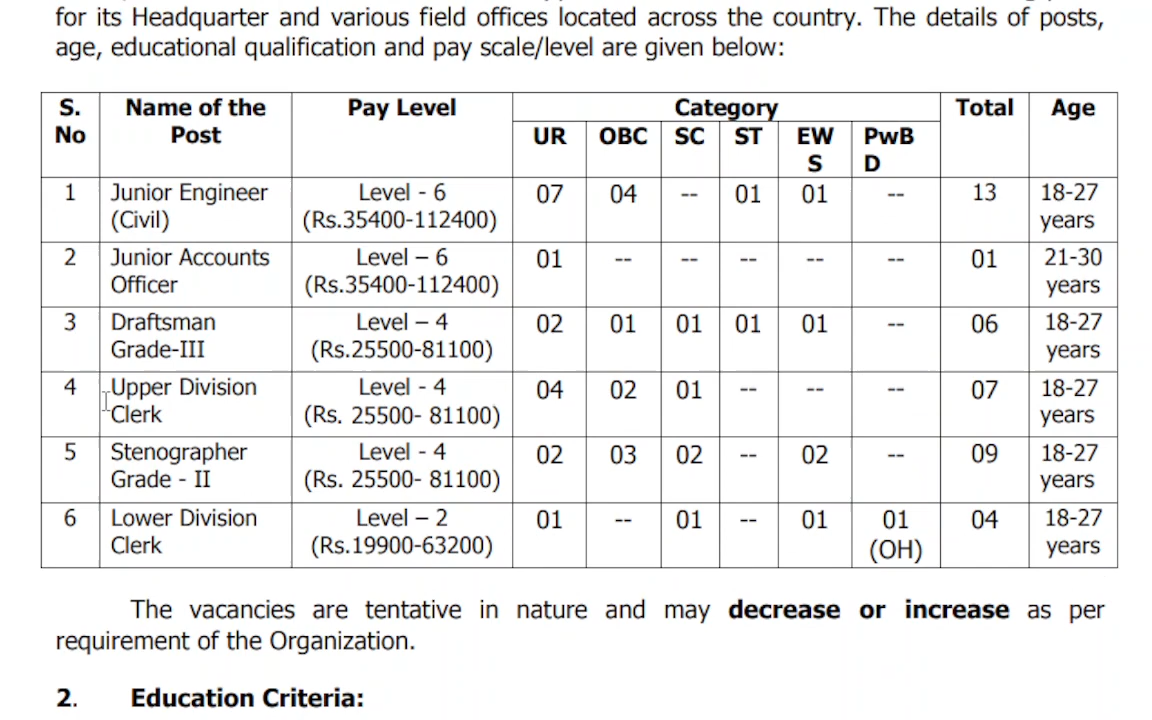 for its Headquarter and various field offices located across the country. The details of posts,
age, educational qualification and pay scale/level are given below:
S. No Name of the Post Pay Level Category Total Age
UR OBC SC ST EWS PwBD
1 Junior Engineer (Civil) Level - 6 (Rs.35400-112400) 07 04 -- 01 01 -- 13 18-27 years
2 Junior Accounts Officer Level – 6 (Rs.35400-112400) 01 -- -- -- -- -- 01 21-30 years
3 Draftsman Grade-III Level – 4 (Rs.25500-81100) 02 01 01 01 01 -- 06 18-27 years
4 Upper Division Clerk Level - 4 (Rs. 25500- 81100) 04 02 01 -- -- -- 07 18-27 years
5 Stenographer Grade - II Level - 4 (Rs. 25500- 81100) 02 03 02 -- 02 -- 09 18-27 years
6 Lower Division Clerk Level – 2 (Rs.19900-63200) 01 -- 01 -- 01 01 (OH) 04 18-27 years
The vacancies are tentative in nature and may decrease or increase as per
requirement of the Organization.
2. Education Criteria: